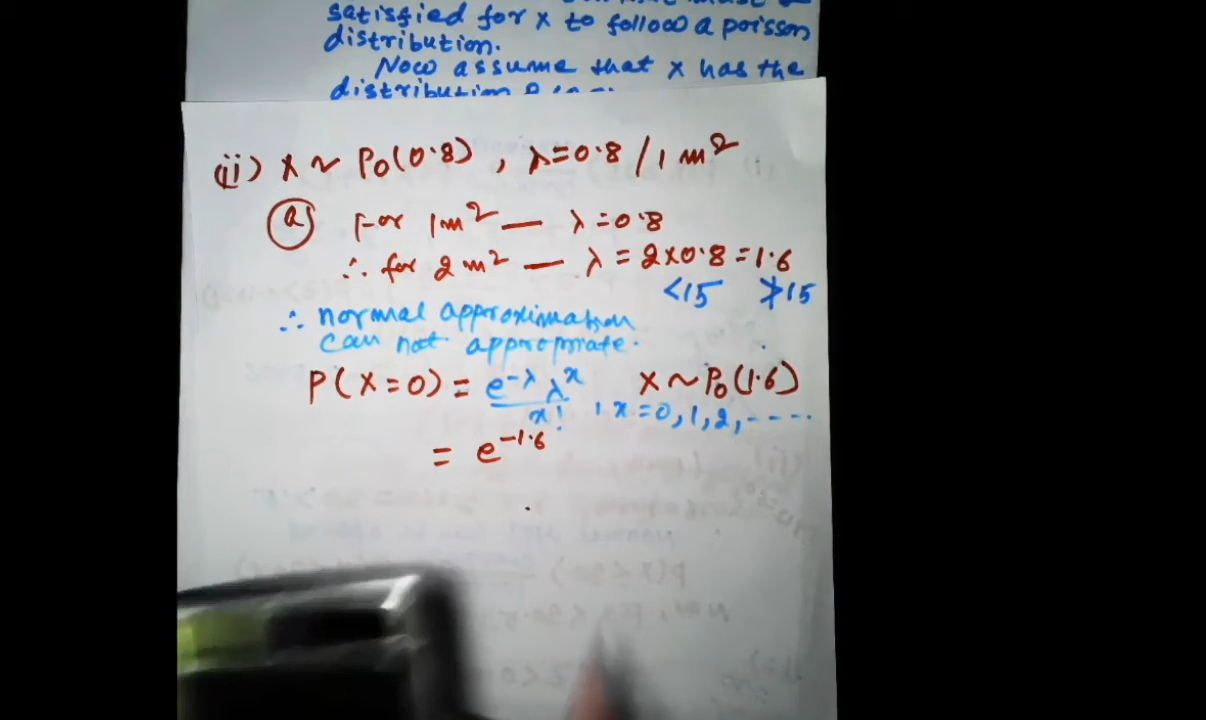 satisfied for x to follow a poisson
distribution.
Now assume that x has the
distribution
(ii) X ~ Po(0.8), λ=0.8 / 1 m²
(a) For 1m² — λ=0.8
∴ for 2 m² — λ = 2×0.8=1.6
<15 >15
∴ normal approximation
can not appropriate.
P(X=0) = e^-λ λ^x / x! X ~ Po(1.6)
, x=0,1,2,-----
= e^-1.6